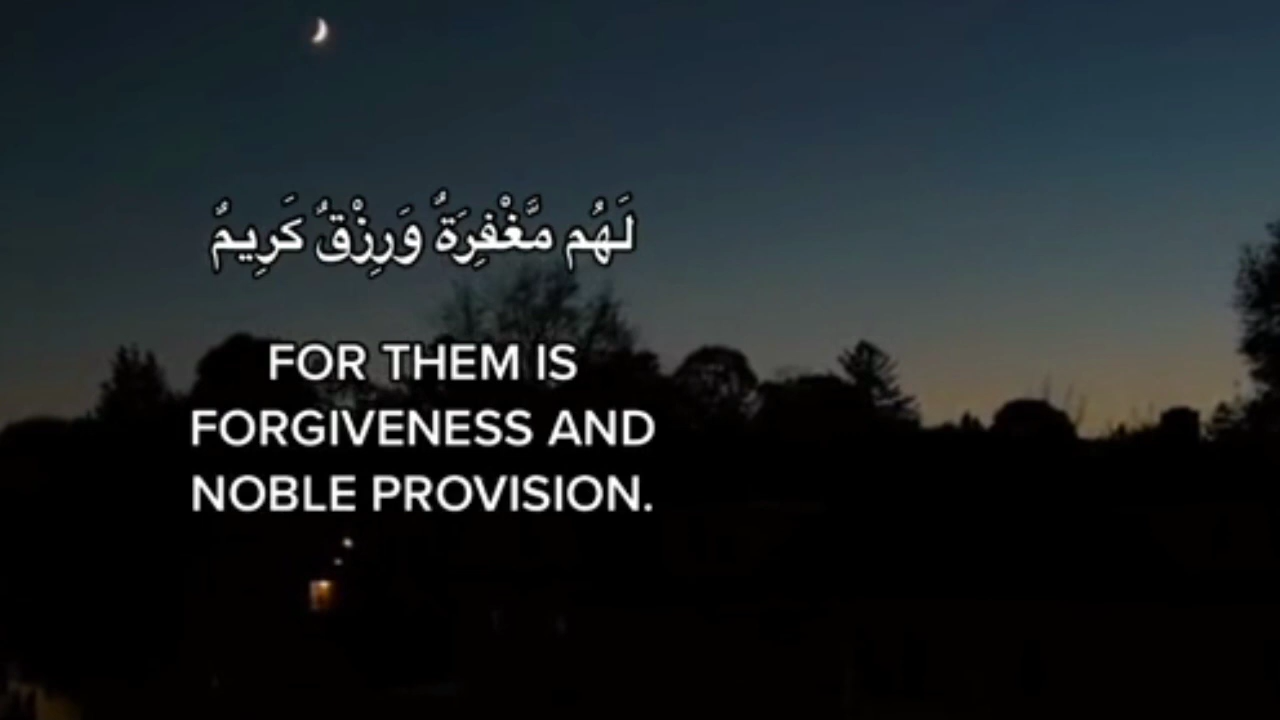 لَهُم مَّغْفِرَةٌ وَرِزْقٌ كَرِيمٌ
FOR THEM IS
FORGIVENESS AND
NOBLE PROVISION.